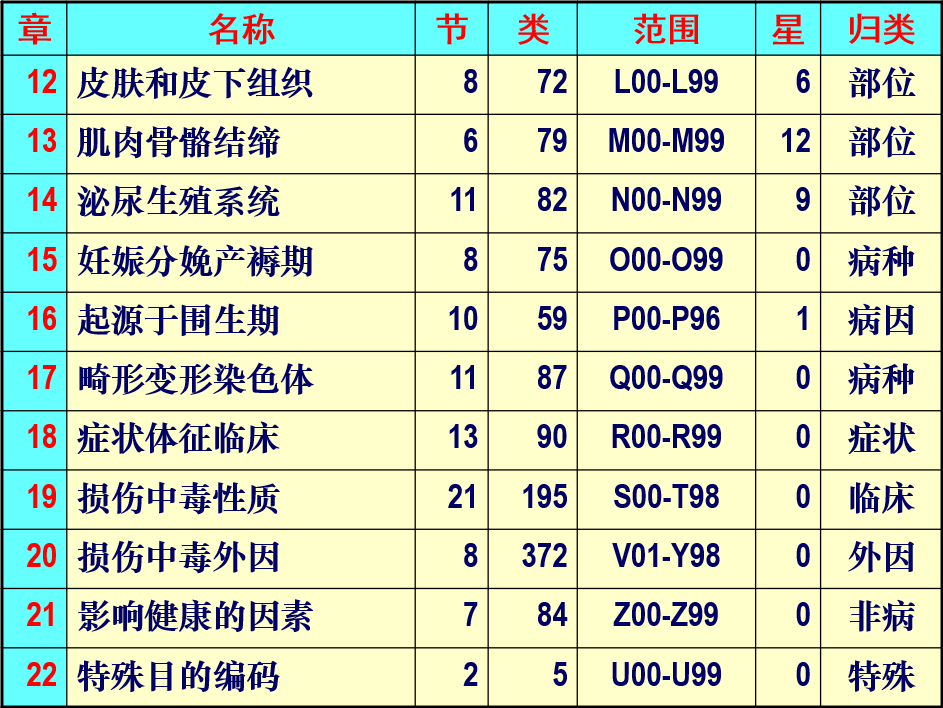 章 名称 节 类 范围 星 归类
12 皮肤和皮下组织 8 72 L00-L99 6 部位
13 肌肉骨骼结缔 6 79 M00-M99 12 部位
14 泌尿生殖系统 11 82 N00-N99 9 部位
15 妊娠分娩产褥期 8 75 O00-O99 0 病种
16 起源于围生期 10 59 P00-P96 1 病因
17 畸形变形染色体 11 87 Q00-Q99 0 病种
18 症状体征临床 13 90 R00-R99 0 症状
19 损伤中毒性质 21 195 S00-T98 0 临床
20 损伤中毒外因 8 372 V01-Y98 0 外因
21 影响健康的因素 7 84 Z00-Z99 0 非病
22 特殊目的编码 2 5 U00-U99 0 特殊